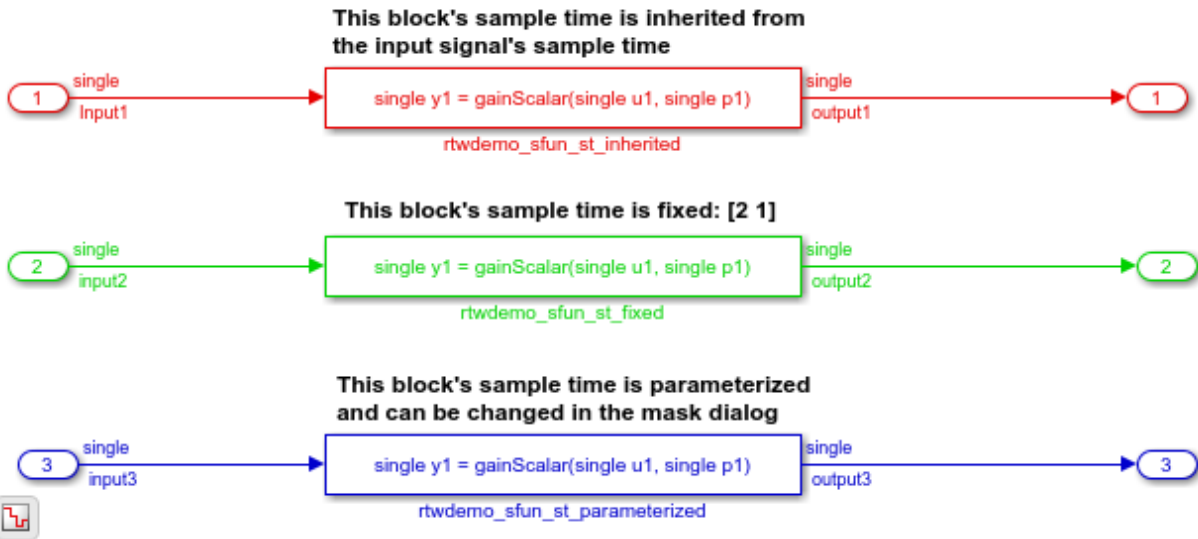 This block's sample time is inherited from
the input signal's sample time
single
single
1
single y1 = gainScalar(single u1, single p1)
1
Input1
output1
rtwdemo_sfun_st_inherited
This block's sample time is fixed: [2 1]
single
single
2
single y1 = gainScalar(single u1, single p1)
2
input2
output2
rtwdemo_sfun_st_fixed
This block's sample time is parameterized
and can be changed in the mask dialog
single
single
3
single y1 = gainScalar(single u1, single p1)
3
input3
output3
rtwdemo_sfun_st_parameterized